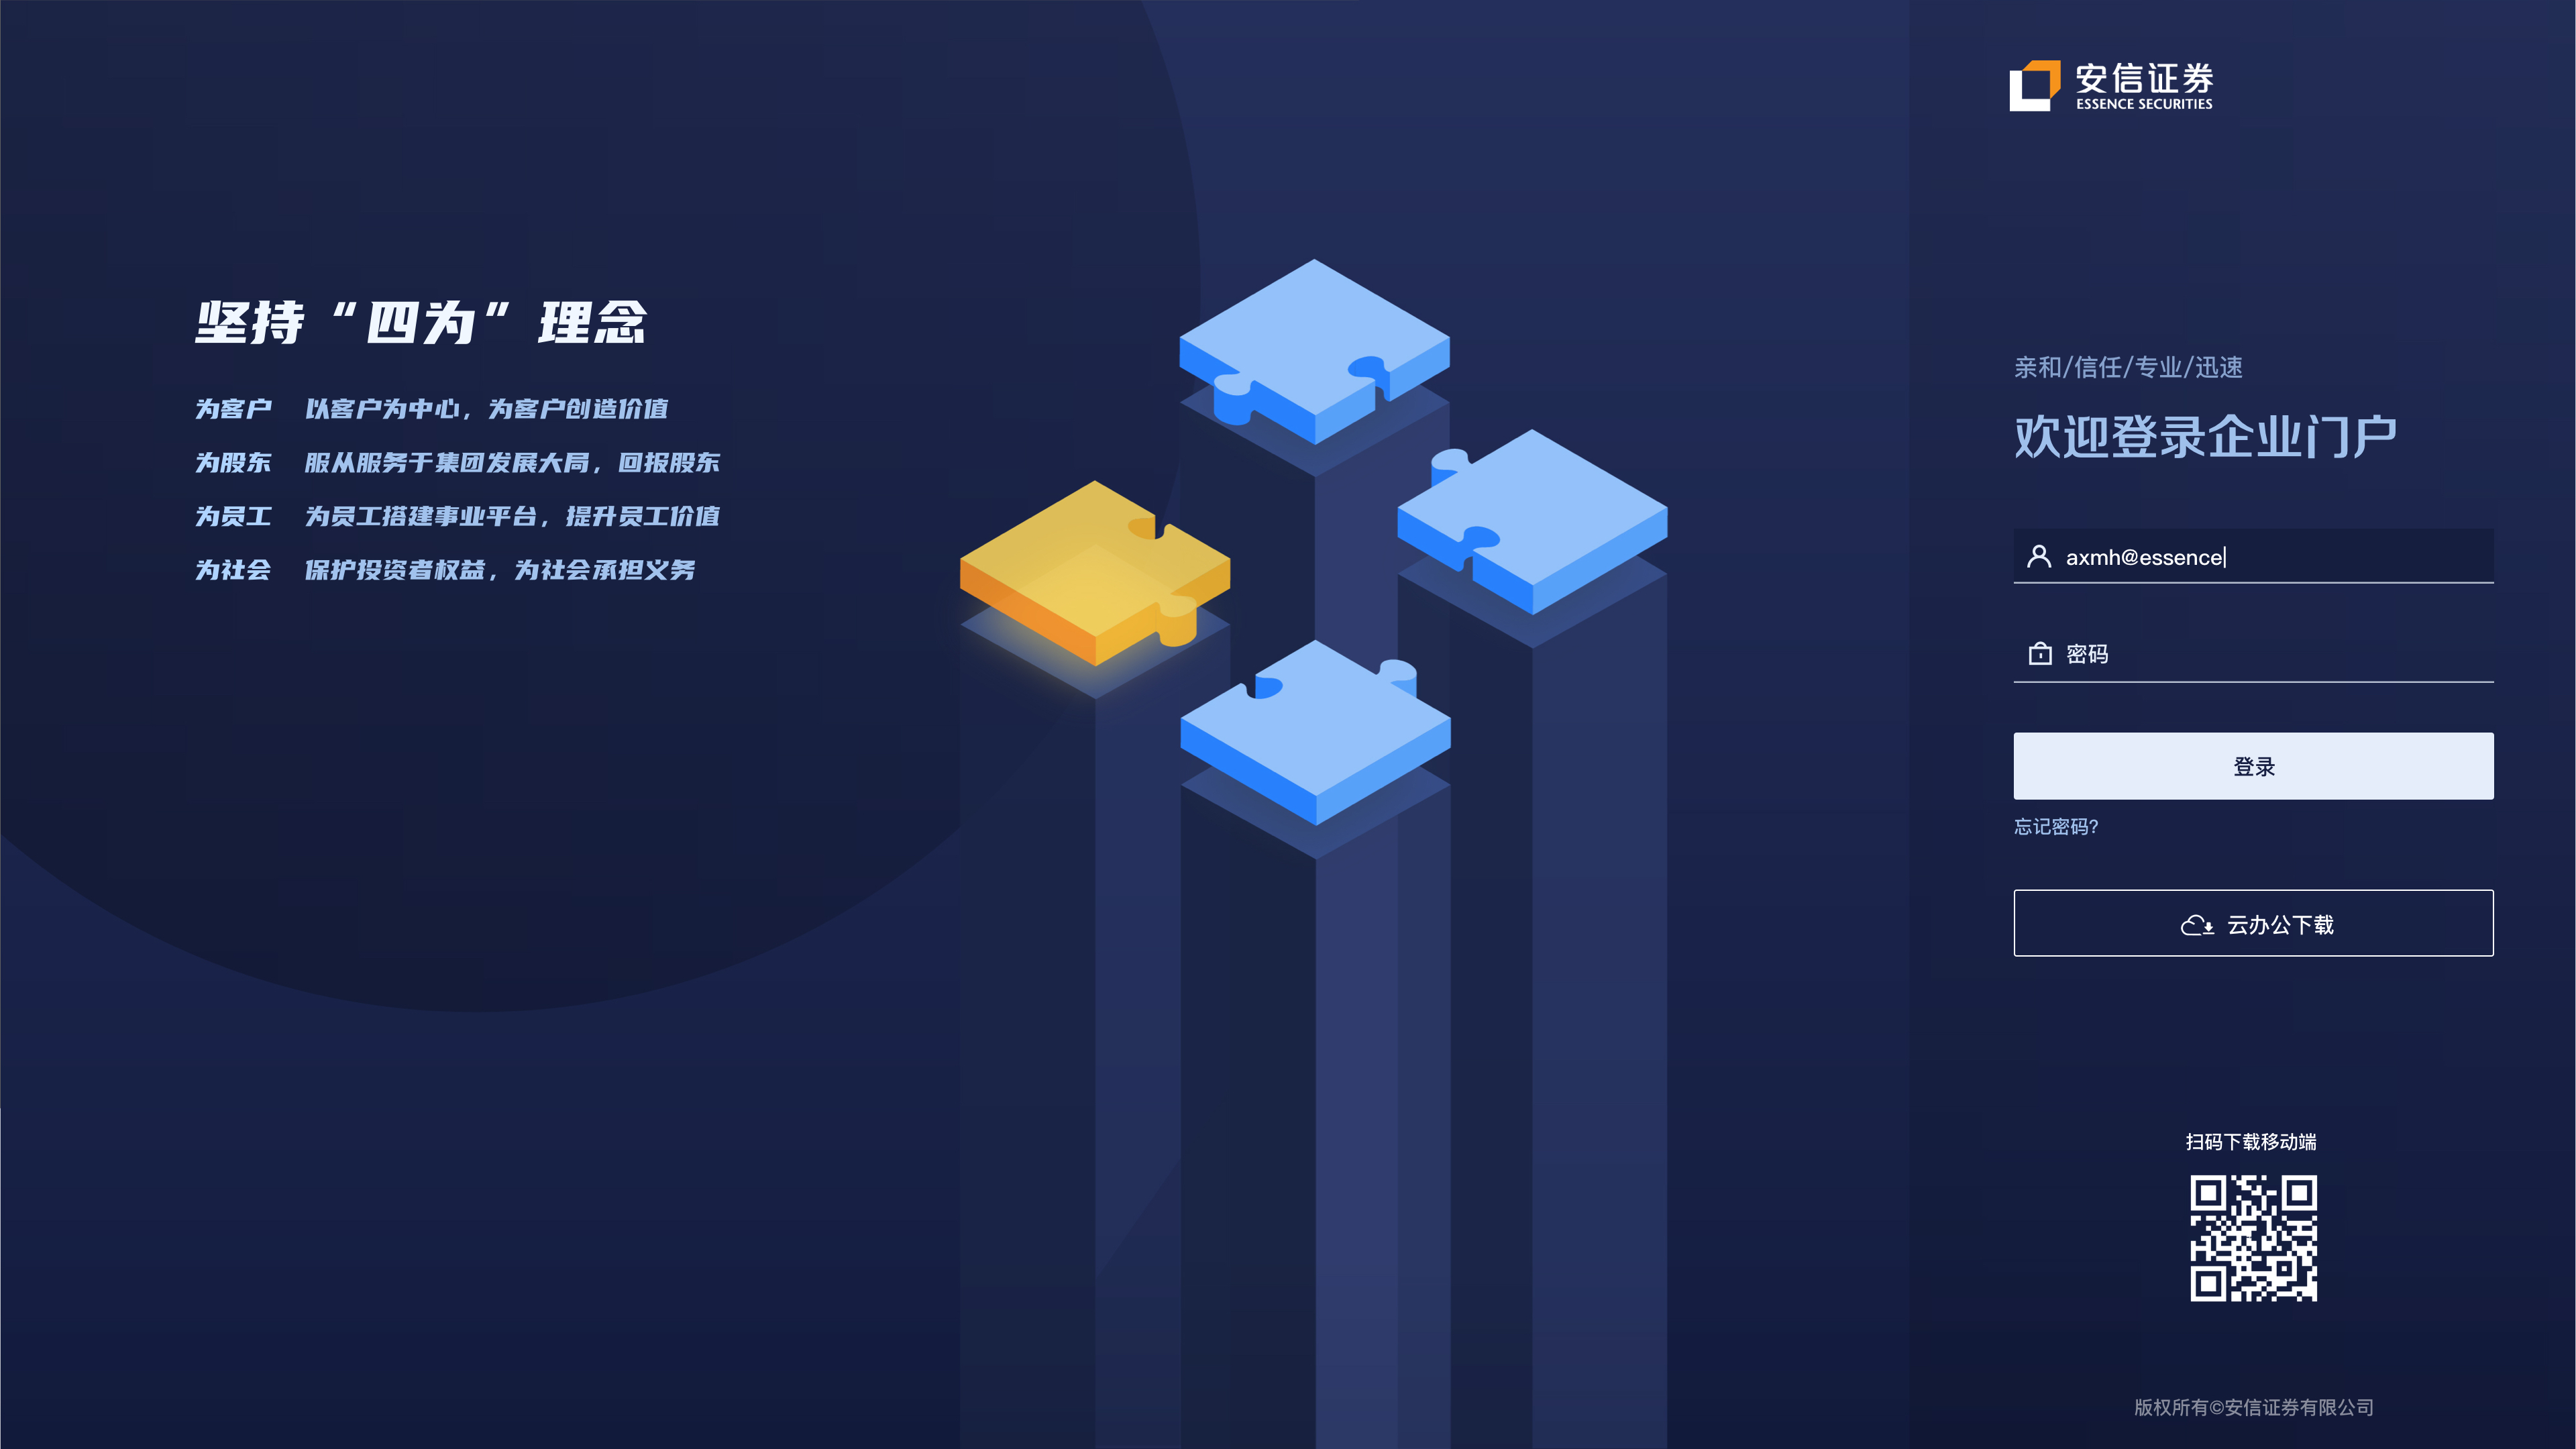 坚持“四为”理念
为客户 以客户为中心，为客户创造价值
为股东 服从服务于集团发展大局，回报股东
为员工 为员工搭建事业平台，提升员工价值
为社会 保护投资者权益，为社会承担义务
安信证券
ESSENCE SECURITIES
亲和/信任/专业/迅速
欢迎登录企业门户
axmh@essence
密码
登录
忘记密码?
云办公下载
扫码下载移动端
版权所有©安信证券有限公司